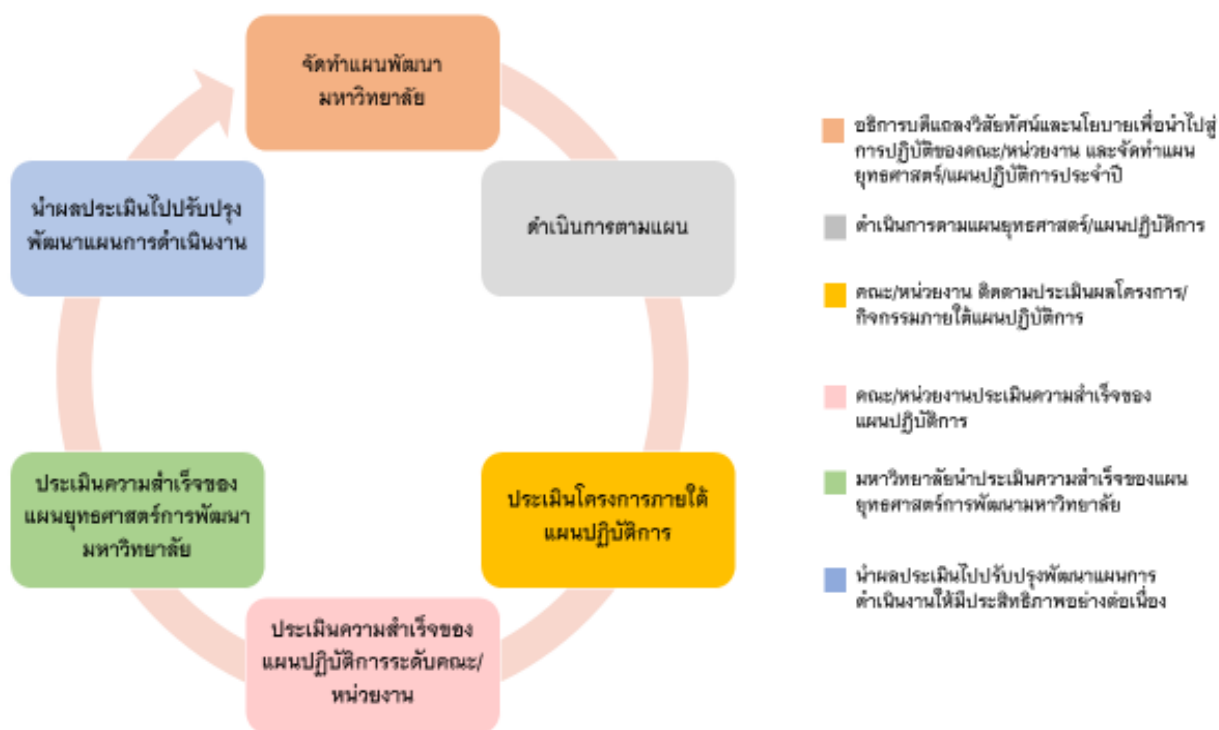 จัดทำแผนพัฒนา
มหาวิทยาลัย
ดำเนินการตามแผน
ประเมินโครงการภายใต้
แผนปฏิบัติการ
ประเมินความสำเร็จของ
แผนปฏิบัติการระดับคณะ/
หน่วยงาน
ประเมินความสำเร็จของ
แผนยุทธศาสตร์การพัฒนา
มหาวิทยาลัย
นำผลประเมินไปปรับปรุง
พัฒนาแผนการดำเนินงาน
อธิการบดีแถลงวิสัยทัศน์และนโยบายเพื่อนำไปสู่
การปฏิบัติของคณะ/หน่วยงาน และจัดทำแผน
ยุทธศาสตร์/แผนปฏิบัติการประจำปี
ดำเนินการตามแผนยุทธศาสตร์/แผนปฏิบัติการ
คณะ/หน่วยงาน ติดตามประเมินผลโครงการ/
กิจกรรมภายใต้แผนปฏิบัติการ
คณะ/หน่วยงานประเมินความสำเร็จของ
แผนปฏิบัติการ
มหาวิทยาลัยนำประเมินความสำเร็จของแผน
ยุทธศาสตร์การพัฒนามหาวิทยาลัย
นำผลประเมินไปปรับปรุงพัฒนาแผนการ
ดำเนินงานให้มีประสิทธิภาพอย่างต่อเนื่อง